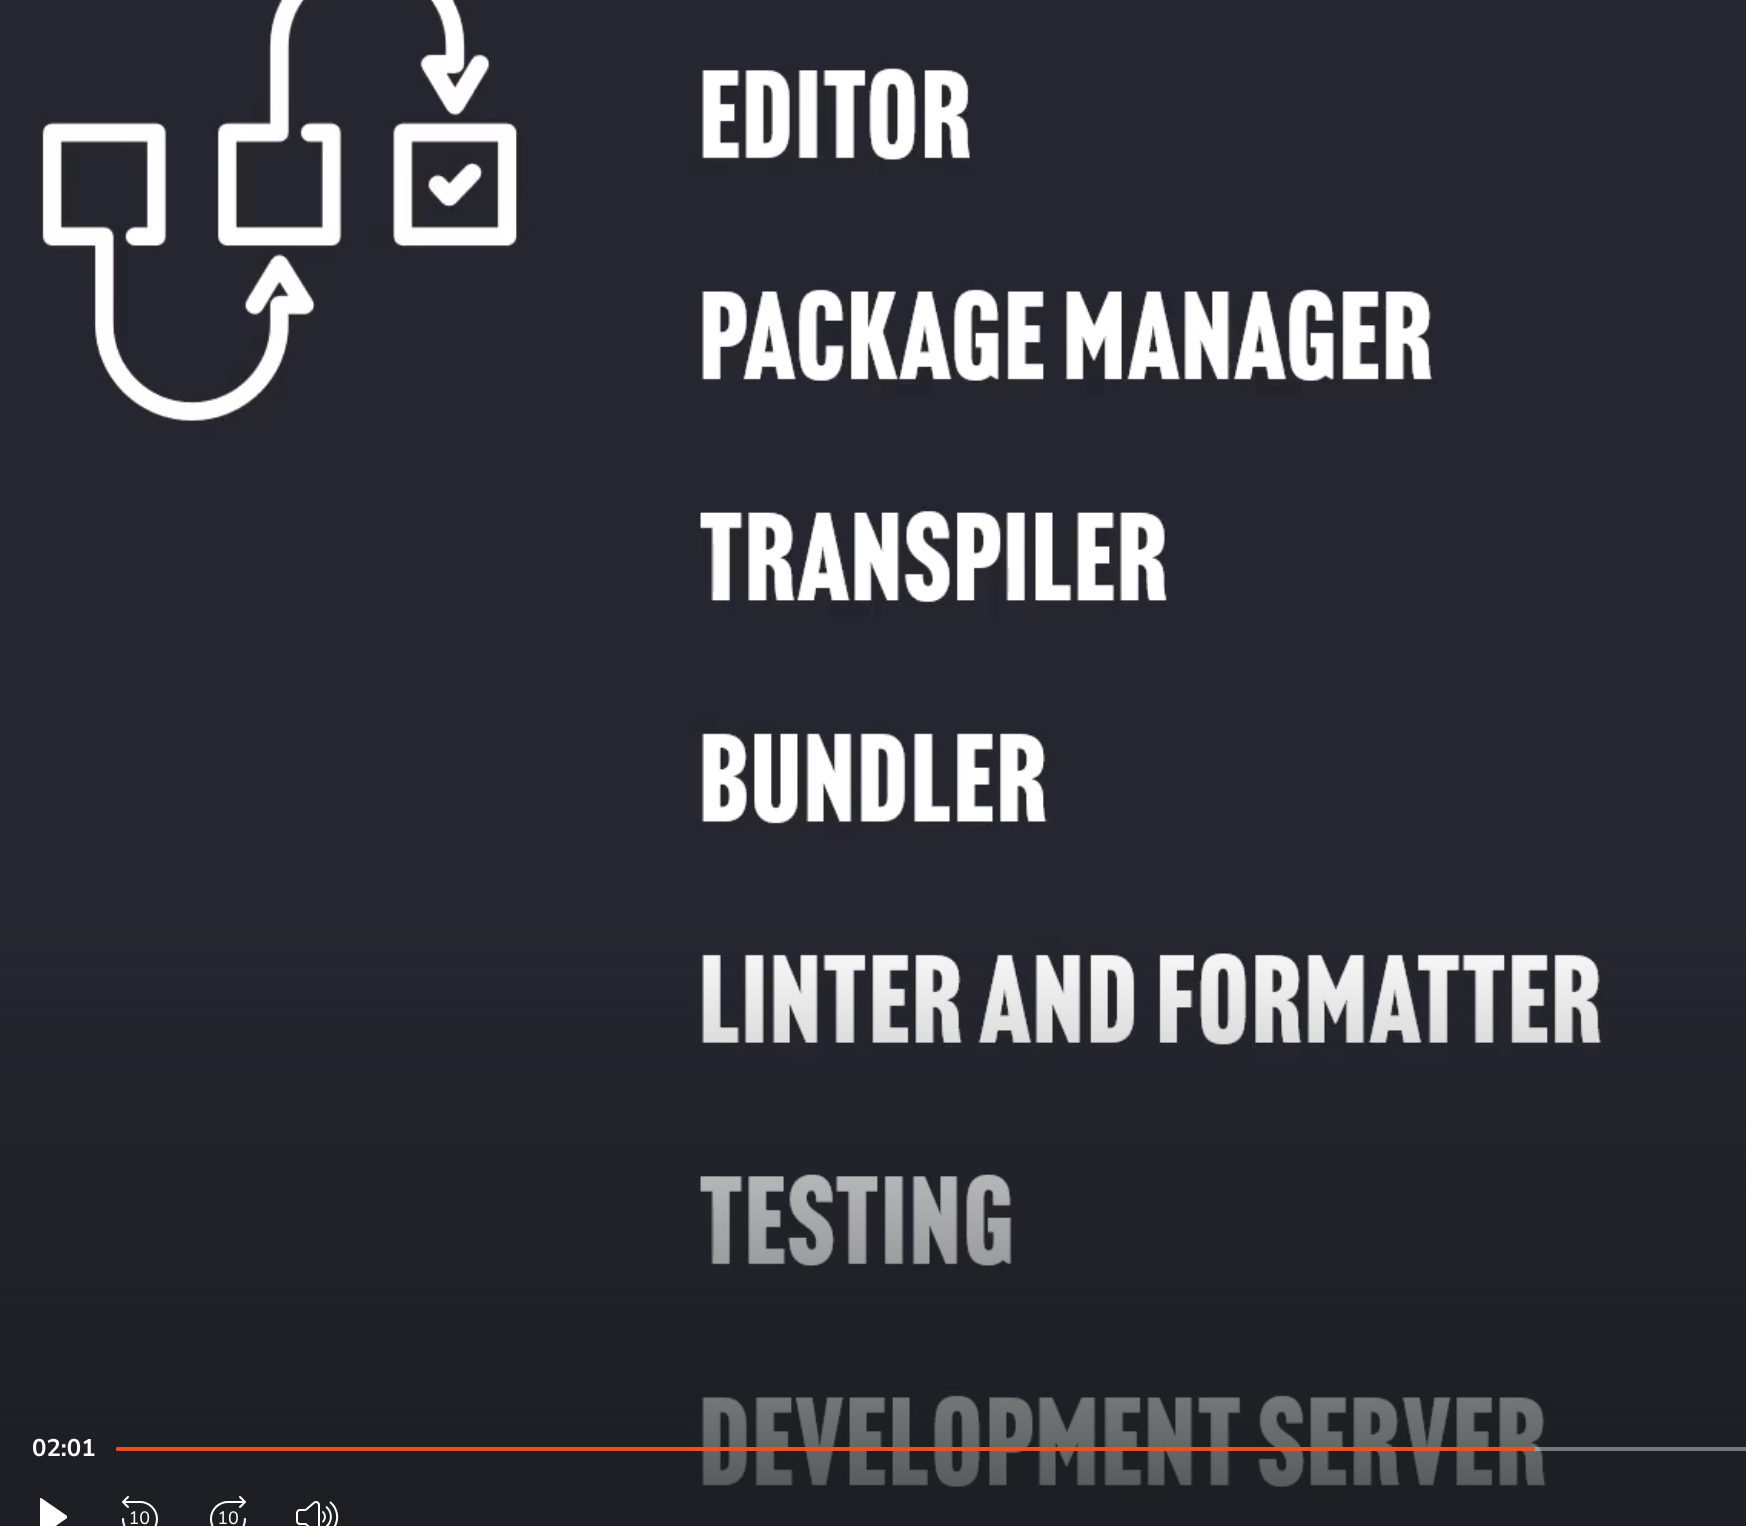 EDITOR
PACKAGE MANAGER
TRANSPILER
BUNDLER
LINTER AND FORMATTER
TESTING
DEVELOPMENT SERVER
02:01
10 10